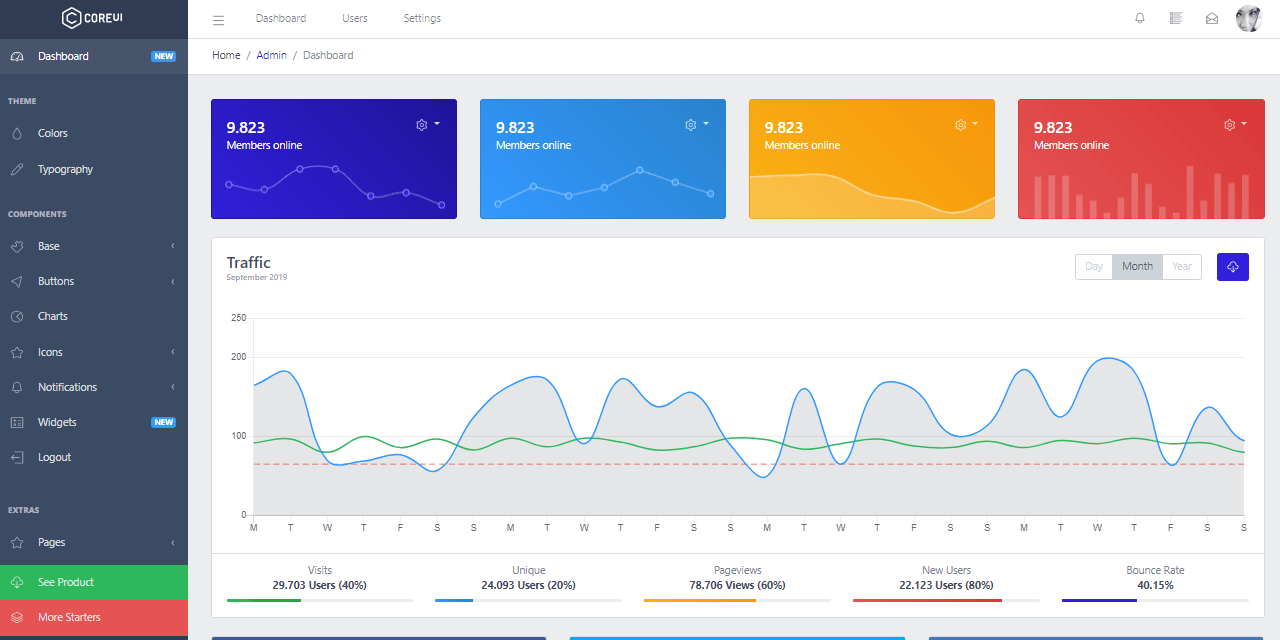 COREUI
Dashboard NEW
THEME
Colors
Typography
COMPONENTS
Base
Buttons
Charts
Icons
Notifications
Widgets NEW
Logout
EXTRAS
Pages
See Product
More Starters
Dashboard Users Settings
Home / Admin / Dashboard
9.823
Members online
9.823
Members online
9.823
Members online
9.823
Members online
Traffic
September 2019
Day Month Year
250
200
100
0
M T W T F S S M T W T F S S M T W T F S S M T W T F S S
Visits
29.703 Users (40%)
Unique
24.093 Users (20%)
Pageviews
78.706 Views (60%)
New Users
22.123 Users (80%)
Bounce Rate
40.15%